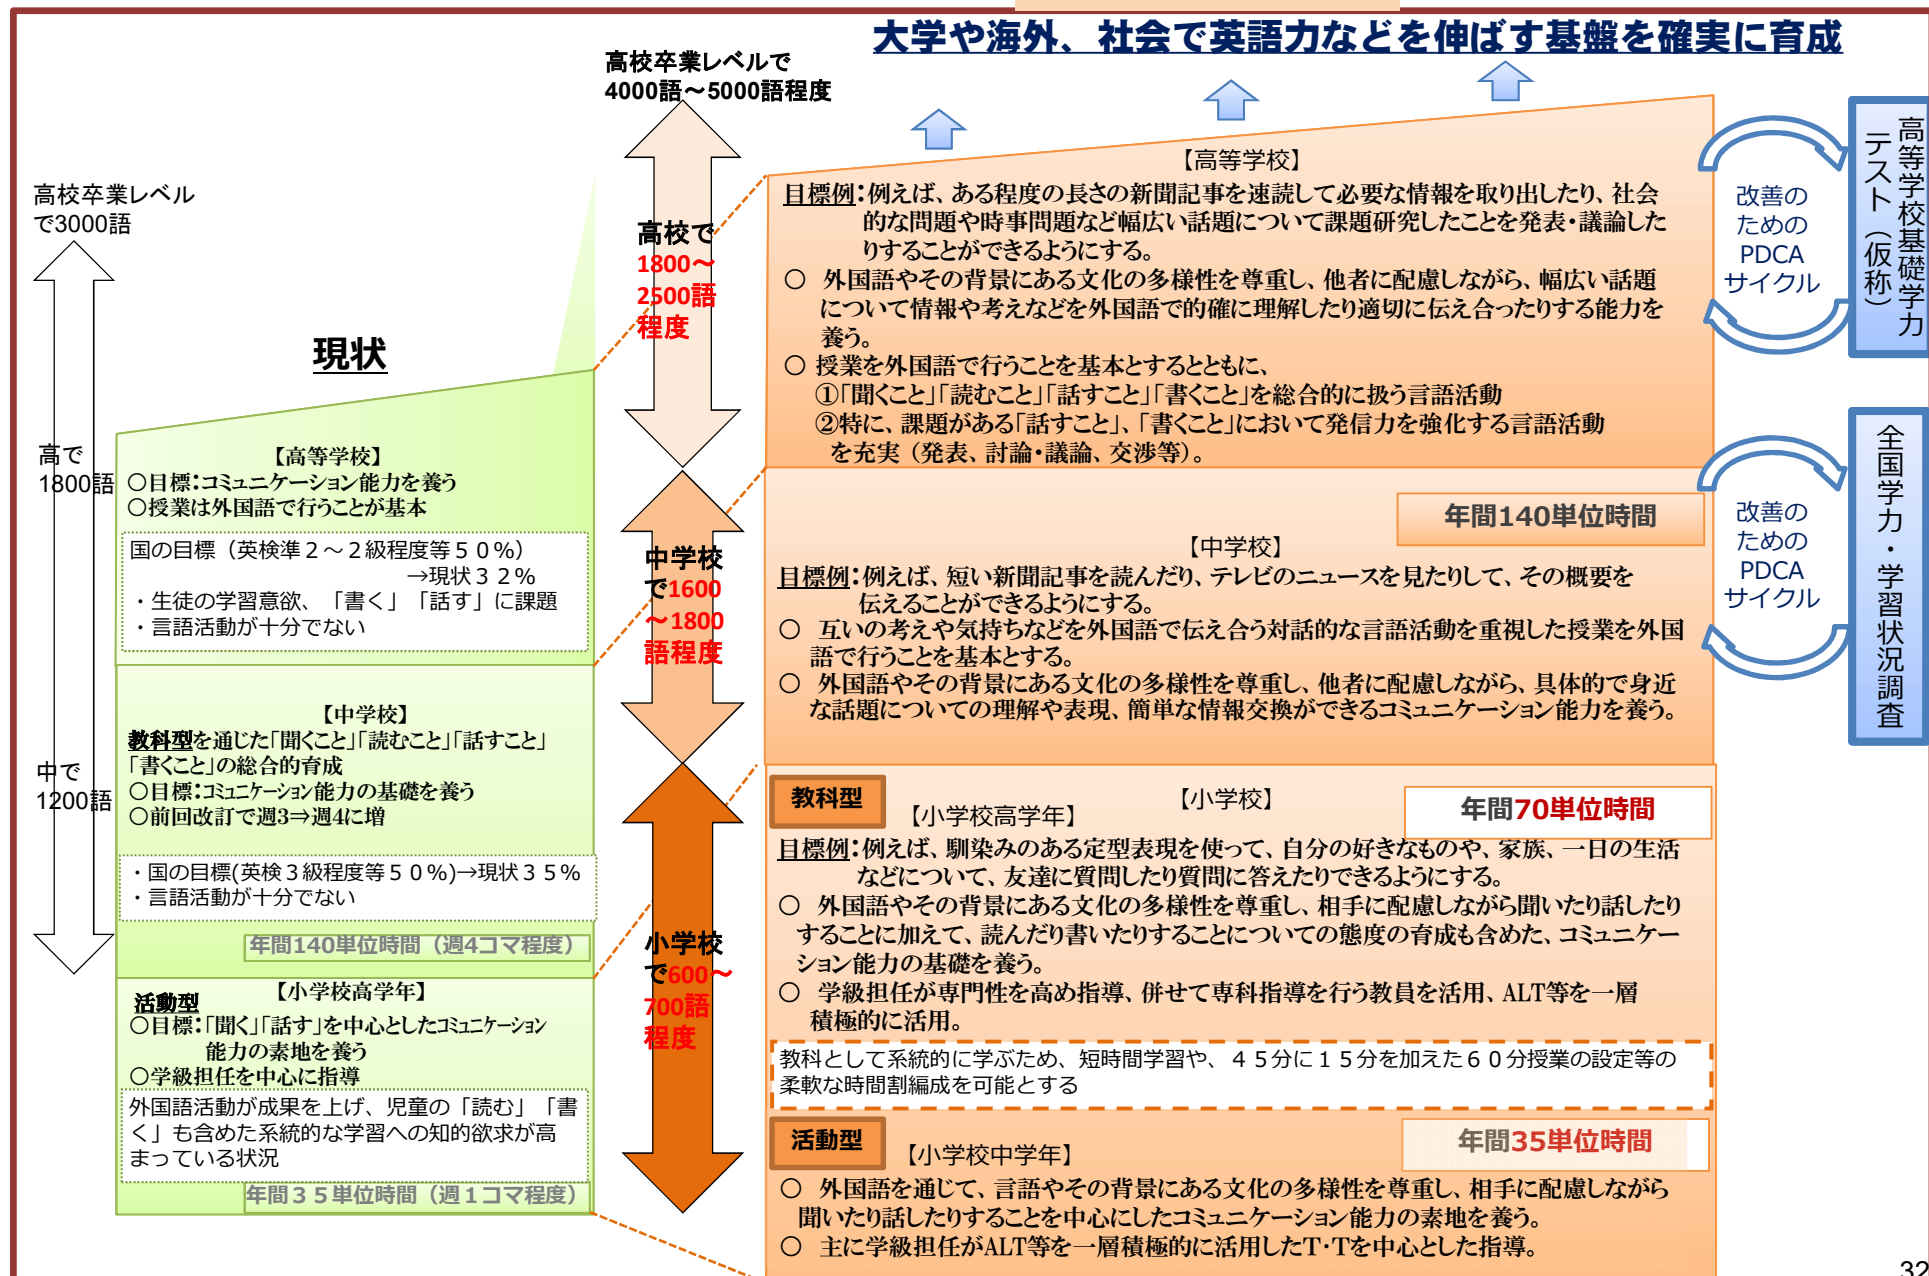 大学や海外、社会で英語力などを伸ばす基盤を確実に育成
高校卒業レベルで
4000語～5000語程度
高校卒業レベル
で3000語
現状
高で
1800語
中で
1200語
【高等学校】
○目標：コミュニケーション能力を養う
○授業は外国語で行うことが基本
国の目標（英検準２～２級程度等５０％）
→現状３２％
・生徒の学習意欲、「書く」「話す」に課題
・言語活動が十分でない
【中学校】
教科型を通じた「聞くこと」「読むこと」「話すこと」
「書くこと」の総合的育成
○目標：コミュニケーション能力の基礎を養う
○前回改訂で週3⇒週4に増
・国の目標(英検３級程度等５０％)→現状３５％
・言語活動が十分でない
年間140単位時間（週4コマ程度）
活動型
【小学校高学年】
○目標：「聞く」「話す」を中心としたコミュニケーション
能力の素地を養う
○学級担任を中心に指導
外国語活動が成果を上げ、児童の「読む」「書
く」も含めた系統的な学習への知的欲求が高
まっている状況
年間３５単位時間（週１コマ程度）
高校で
1800～
2500語
程度
中学校
で1600
～1800
語程度
小学校
で600～
700語
程度
【高等学校】
目標例：例えば、ある程度の長さの新聞記事を速読して必要な情報を取り出したり、社会
的な問題や時事問題など幅広い話題について課題研究したことを発表・議論した
りすることができるようにする。
○ 外国語やその背景にある文化の多様性を尊重し、他者に配慮しながら、幅広い話題
について情報や考えなどを外国語で的確に理解したり適切に伝え合ったりする能力を
養う。
○ 授業を外国語で行うことを基本とするとともに、
①「聞くこと」「読むこと」「話すこと」「書くこと」を総合的に扱う言語活動
②特に、課題がある「話すこと」、「書くこと」において発信力を強化する言語活動
を充実（発表、討論・議論、交渉等）。
年間140単位時間
【中学校】
目標例：例えば、短い新聞記事を読んだり、テレビのニュースを見たりして、その概要を
伝えることができるようにする。
○ 互いの考えや気持ちなどを外国語で伝え合う対話的な言語活動を重視した授業を外国
語で行うことを基本とする。
○ 外国語やその背景にある文化の多様性を尊重し、他者に配慮しながら、具体的で身近
な話題についての理解や表現、簡単な情報交換ができるコミュニケーション能力を養う。
教科型
【小学校高学年】
【小学校】
年間70単位時間
目標例：例えば、馴染みのある定型表現を使って、自分の好きなものや、家族、一日の生活
などについて、友達に質問したり質問に答えたりできるようにする。
○ 外国語やその背景にある文化の多様性を尊重し、相手に配慮しながら聞いたり話したり
することに加えて、読んだり書いたりすることについての態度の育成も含めた、コミュニケー
ション能力の基礎を養う。
○ 学級担任が専門性を高め指導、併せて専科指導を行う教員を活用、ALT等を一層
積極的に活用。
教科として系統的に学ぶため、短時間学習や、４５分に１５分を加えた６０分授業の設定等の
柔軟な時間割編成を可能とする
活動型
【小学校中学年】
年間35単位時間
○ 外国語を通じて、言語やその背景にある文化の多様性を尊重し、相手に配慮しながら
聞いたり話したりすることを中心にしたコミュニケーション能力の素地を養う。
○ 主に学級担任がALT等を一層積極的に活用したT・Tを中心とした指導。
改善の
ための
PDCA
サイクル
高等学校基礎学力
テスト（仮称）
改善の
ための
PDCA
サイクル
全国学力・学習状況調査
32